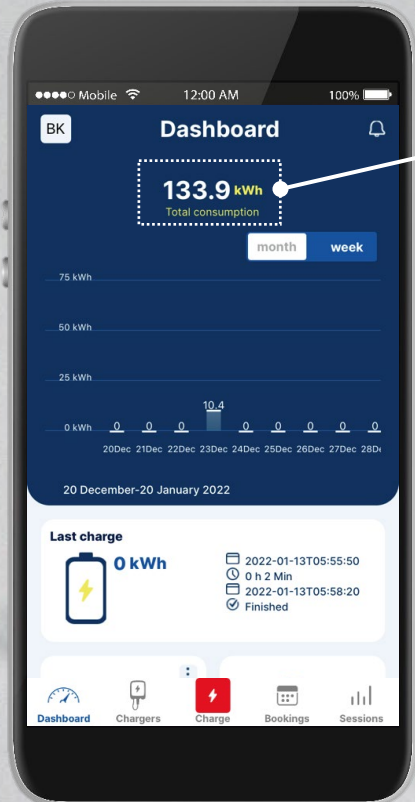 Mobile 12:00 AM 100%
BK Dashboard
133.9 kWh
Total consumption
month week
75 kWh
50 kWh
25 kWh
10.4
0 kWh 0 0 0 0 0 0 0 0
20Dec 21Dec 22Dec 23Dec 24Dec 25Dec 26Dec 27Dec 28De
20 December-20 January 2022
Last charge
0 kWh
2022-01-13T05:55:50
0 h 2 Min
2022-01-13T05:58:20
Finished
Dashboard Chargers Charge Bookings Sessions